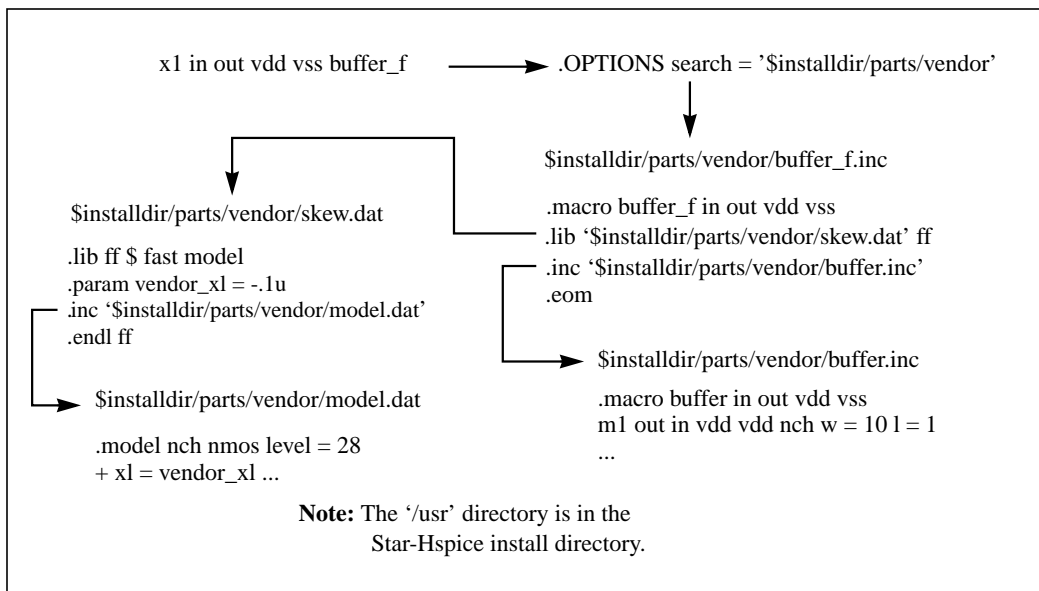 x1 in out vdd vss buffer_f
.OPTIONS search = ’$installdir/parts/vendor’
$installdir/parts/vendor/buffer_f.inc
.macro buffer_f in out vdd vss
.lib ‘$installdir/parts/vendor/skew.dat’ ff
.inc ‘$installdir/parts/vendor/buffer.inc’
.eom
$installdir/parts/vendor/skew.dat
.lib ff $ fast model
.param vendor_xl = -.1u
.inc ‘$installdir/parts/vendor/model.dat’
.endl ff
$installdir/parts/vendor/model.dat
.model nch nmos level = 28
+ xl = vendor_xl ...
$installdir/parts/vendor/buffer.inc
.macro buffer in out vdd vss
m1 out in vdd vdd nch w = 10 l = 1
...
Note: The ‘/usr’ directory is in the
Star-Hspice install directory.